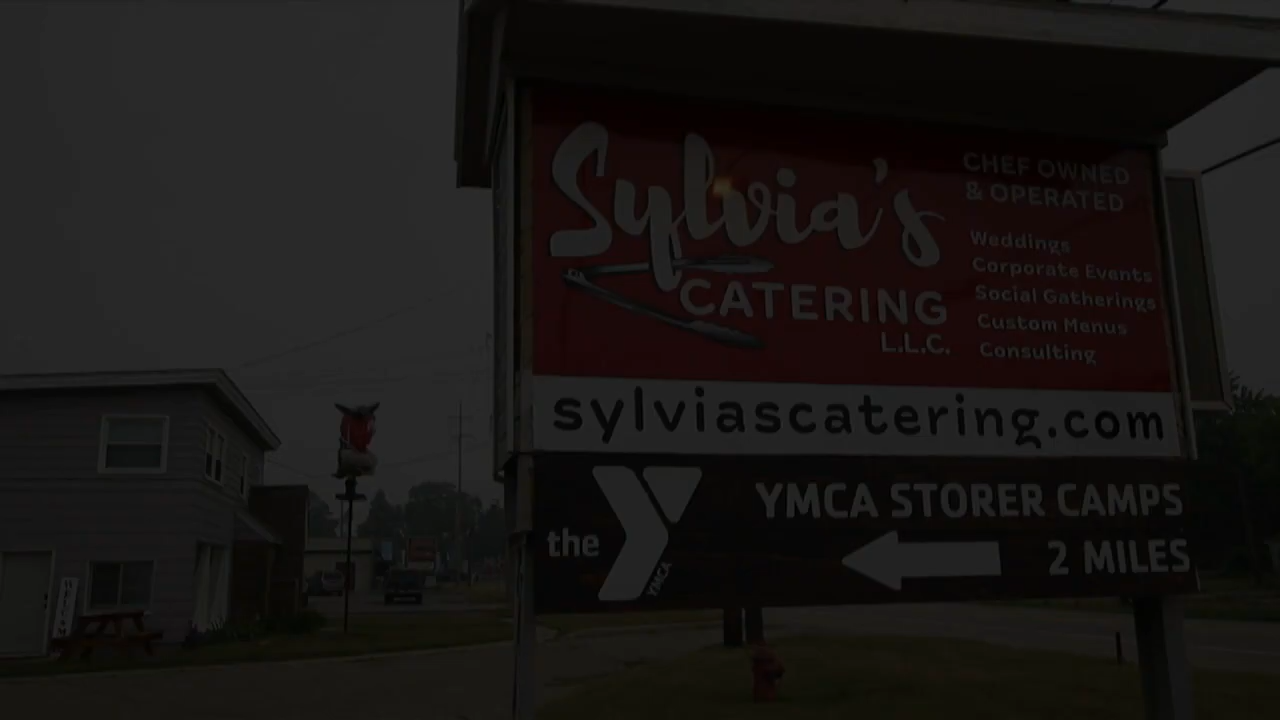 Sylvia's
CATERING
L.L.C.
CHEF OWNED
& OPERATED
Weddings
Corporate Events
Social Gatherings
Custom Menus
Consulting
sylviascatering.com
the Y
YMCA
YMCA STORER CAMPS
2 MILES
WELCOME